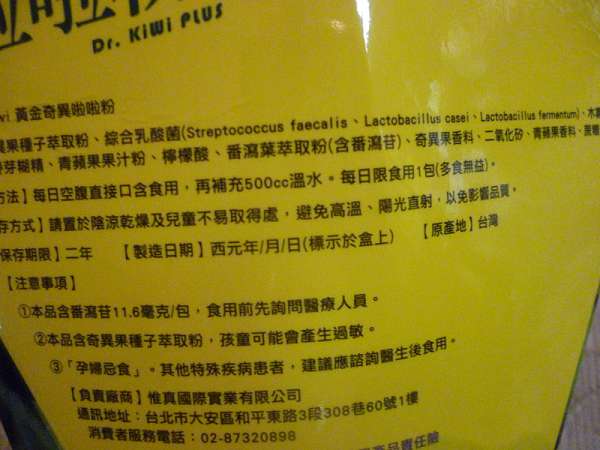 Dr. KiWi PLUS
wi 黃金奇異啦啦粉
異果種子萃取粉、綜合乳酸菌(Streptococcus faecalis、Lactobacillus casei、Lactobacillus fermentum)、水
芽糊精、青蘋果果汁粉、檸檬酸、番瀉葉萃取粉(含番瀉苷)、奇異果香料、二氧化矽、青蘋果香料、蔗糖
方法】每日空腹直接口含食用，再補充500cc溫水。每日限食用1包(多食無益)。
存方式】請置於陰涼乾燥及兒童不易取得處，避免高溫、陽光直射，以免影響品質。
保存期限】二年 【製造日期】西元年/月/日(標示於盒上) 【原產地】台灣
【注意事項】
①本品含番瀉苷11.6毫克/包，食用前先詢問醫療人員。
②本品含奇異果種子萃取粉，孩童可能會產生過敏。
③「孕婦忌食」。其他特殊疾病患者，建議應諮詢醫生後食用。
【負責廠商】惟真國際實業有限公司
通訊地址：台北市大安區和平東路3段308巷60號1樓
消費者服務電話：02-87320898
產品責任險